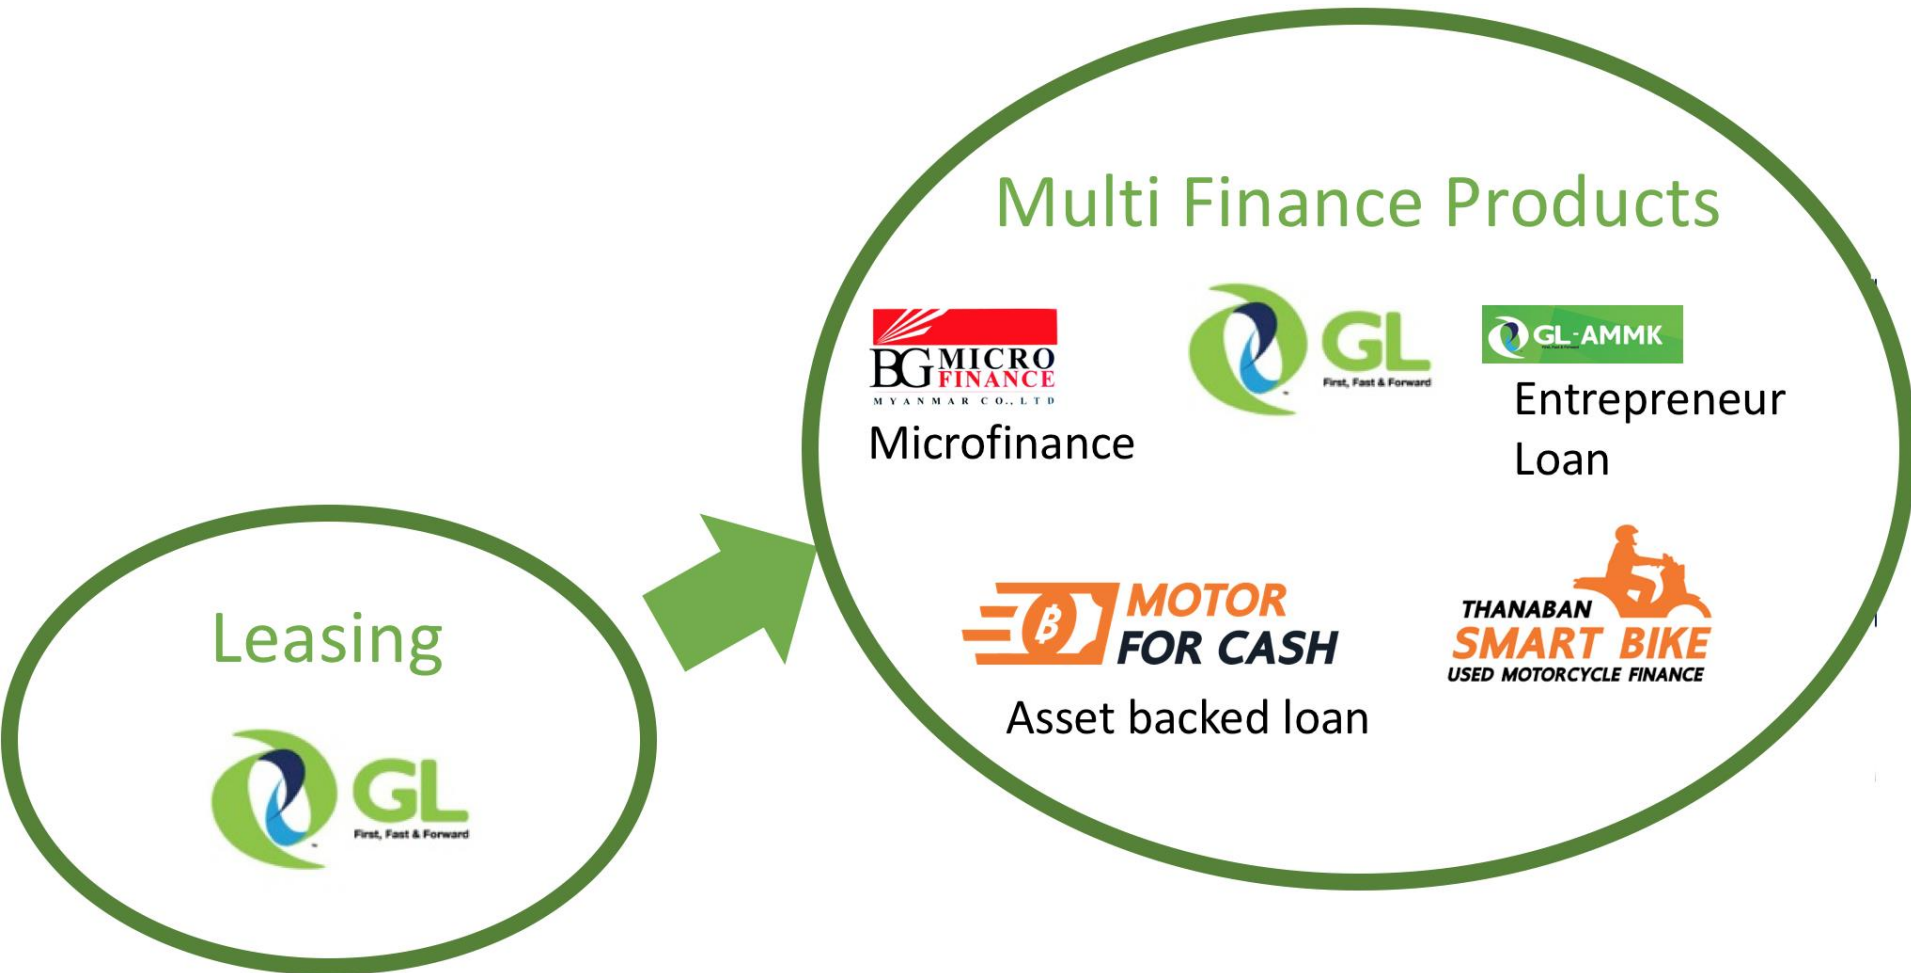 Multi Finance Products
BG MICRO
FINANCE
MYANMAR CO., LTD
Microfinance
GL
First, Fast & Forward
GL-AMMK
Entrepreneur
Loan
MOTOR
FOR CASH
Asset backed loan
THANABAN
SMART BIKE
USED MOTORCYCLE FINANCE
Leasing
GL
First, Fast & Forward